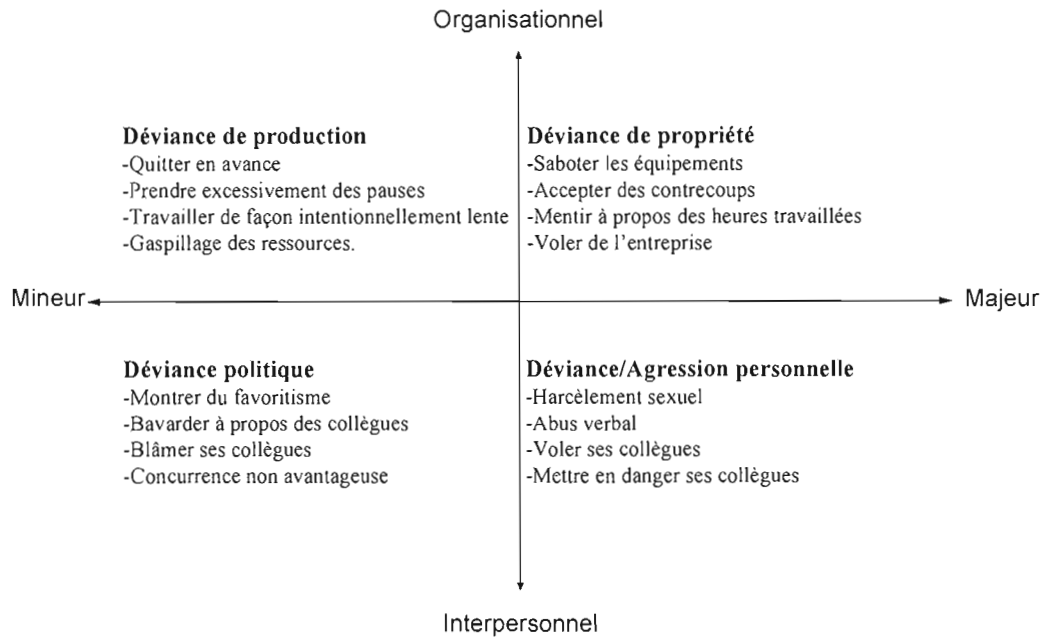 Organisationnel
Déviance de production
-Quitter en avance
-Prendre excessivement des pauses
-Travailler de façon intentionnellement lente
-Gaspillage des ressources.
Déviance de propriété
-Saboter les équipements
-Accepter des contrecoups
-Mentir à propos des heures travaillées
-Voler de l'entreprise
Mineur
Majeur
Déviance politique
-Montrer du favoritisme
-Bavarder à propos des collègues
-Blâmer ses collègues
-Concurrence non avantageuse
Déviance/Agression personnelle
-Harcèlement sexuel
-Abus verbal
-Voler ses collègues
-Mettre en danger ses collègues
Interpersonnel